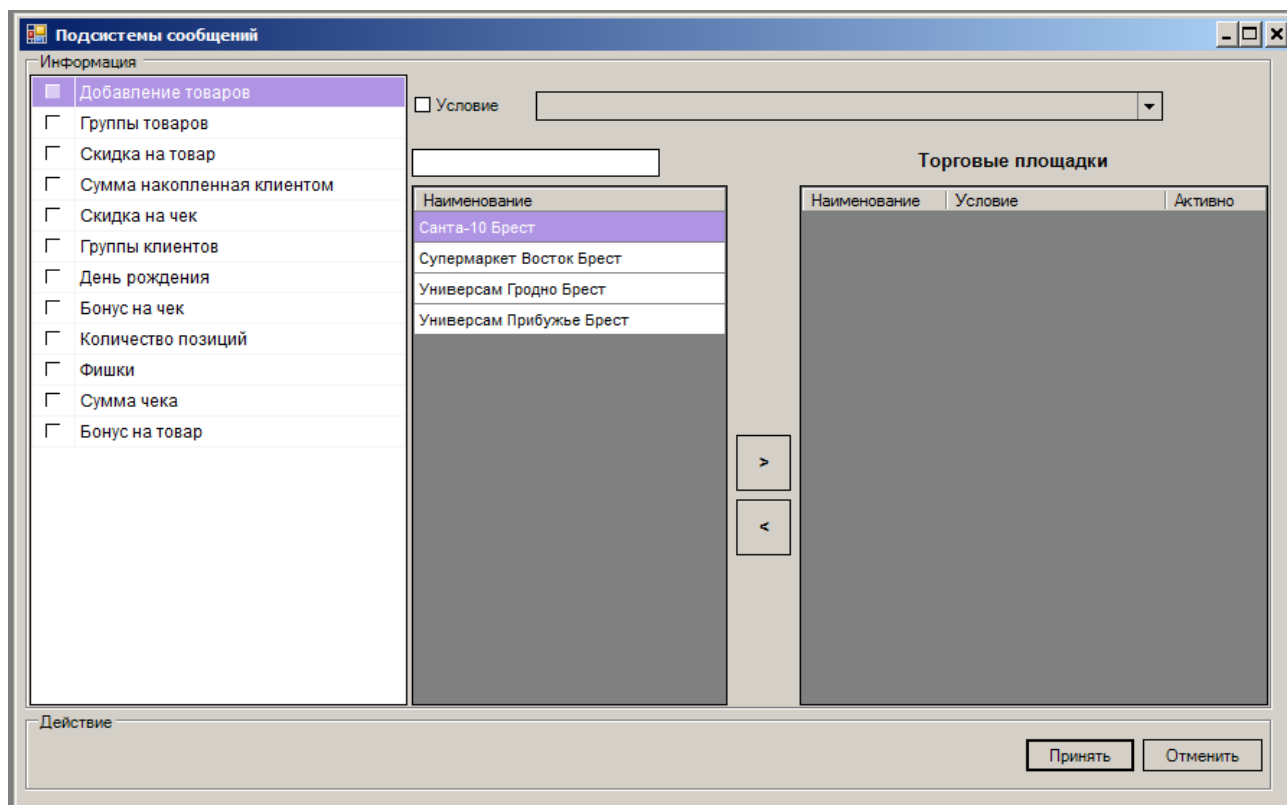 Подсистемы сообщений
Информация
Добавление товаров
Группы товаров
Скидка на товар
Сумма накопленная клиентом
Скидка на чек
Группы клиентов
День рождения
Бонус на чек
Количество позиций
Фишки
Сумма чека
Бонус на товар
Условие
Наименование
Санта-10 Брест
Супермаркет Восток Брест
Универсам Гродно Брест
Универсам Прибужье Брест
>
<
Торговые площадки
Наименование Условие Активно
Действие
Принять Отменить